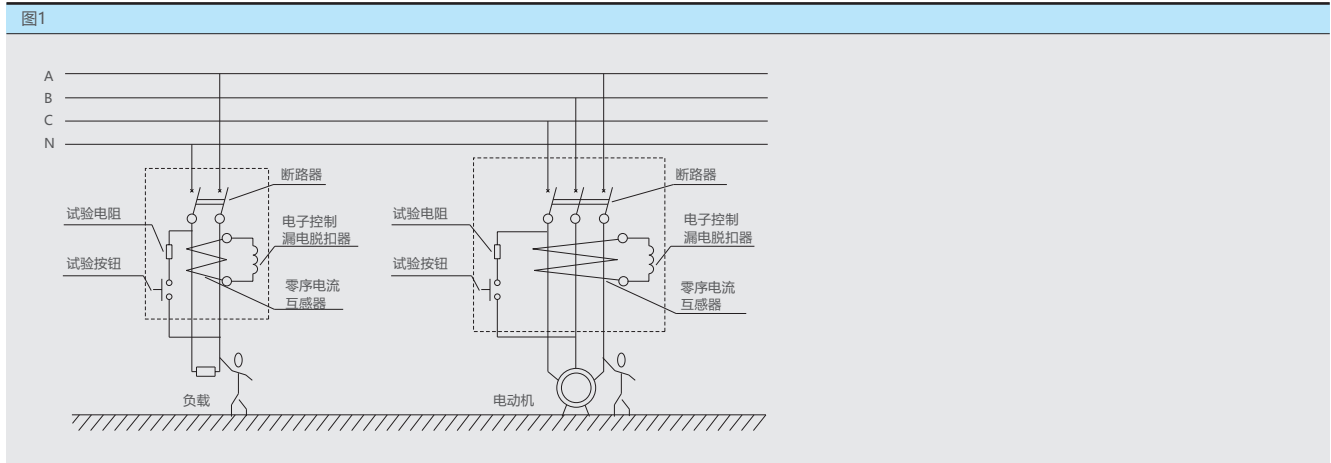 图1
A
B
C
N
断路器
试验电阻
电子控制
漏电脱扣器
试验按钮
零序电流
互感器
负载
断路器
试验电阻
电子控制
漏电脱扣器
试验按钮
零序电流
互感器
电动机